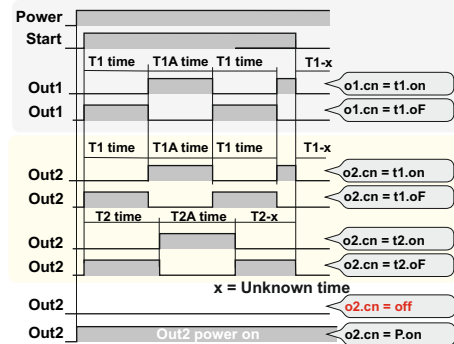 Power
Start
T1 time T1A time T1 time T1-x
Out1 o1.cn = t1.on
Out1 o1.cn = t1.oF
T1 time T1A time T1 time T1-x
Out2 o2.cn = t1.on
Out2 o2.cn = t1.oF
T2 time T2A time T2-x
Out2 o2.cn = t2.on
Out2 o2.cn = t2.oF
x = Unknown time
Out2 o2.cn = off
Out2 Out2 power on o2.cn = P.on